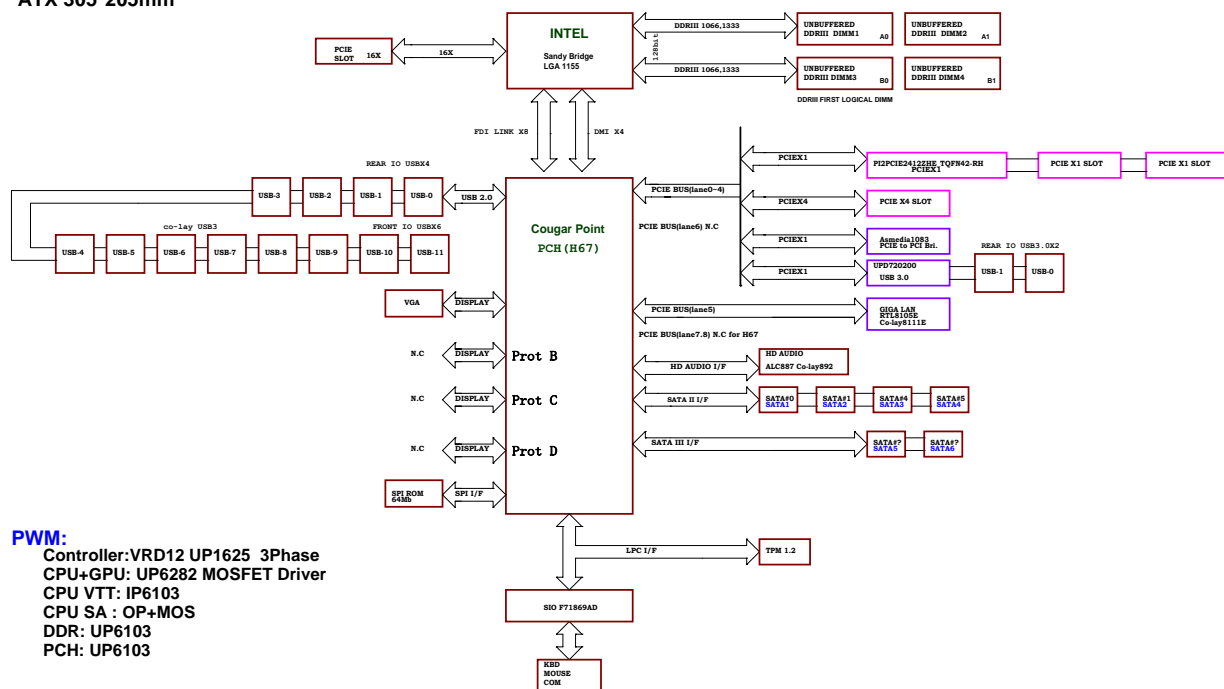 ATX 305*205mm
INTEL
Sandy Bridge
LGA 1155
PCIE
SLOT 16X
16X
DDRIII 1066,1333
128bit
DDRIII 1066,1333
UNBUFFERED
DDRIII DIMM1 A0
UNBUFFERED
DDRIII DIMM2 A1
UNBUFFERED
DDRIII DIMM3 B0
UNBUFFERED
DDRIII DIMM4 B1
DDRIII FIRST LOGICAL DIMM
FDI LINK X8
DMI X4
REAR IO USBX4
USB-3
USB-2
USB-1
USB-0
USB 2.0
co-lay USB3
FRONT IO USBX6
USB-4
USB-5
USB-6
USB-7
USB-8
USB-9
USB-10
USB-11
Cougar Point
PCH(H67)
PCIE BUS(lane0~4)
PCIE BUS(lane6) N.C
PCIEX1
PI2PCIE2412ZHE_TQFN42-RH
PCIEX1
PCIE X1 SLOT
PCIE X1 SLOT
PCIEX4
PCIE X4 SLOT
PCIEX1
Asmedia1083
PCIE to PCI Bri.
PCIEX1
UPD720200
USB 3.0
REAR IO USB3.0X2
USB-1
USB-0
PCIE BUS(lane5)
GIGA LAN
RTL8105E
Co-lay8111E
PCIE BUS(lane7.8) N.C for H67
VGA
DISPLAY
N.C
DISPLAY
Prot B
N.C
DISPLAY
Prot C
N.C
DISPLAY
Prot D
SPI ROM
64Mb
SPI I/F
HD AUDIO I/F
HD AUDIO
ALC887 Co-lay892
SATA II I/F
SATA#0
SATA1
SATA#1
SATA2
SATA#4
SATA3
SATA#5
SATA4
SATA III I/F
SATA#?
SATA5
SATA#?
SATA6
LPC I/F
TPM 1.2
SIO F71869AD
KBD
MOUSE
COM
PWM:
Controller:VRD12 UP1625 3Phase
CPU+GPU: UP6282 MOSFET Driver
CPU VTT: IP6103
CPU SA : OP+MOS
DDR: UP6103
PCH: UP6103